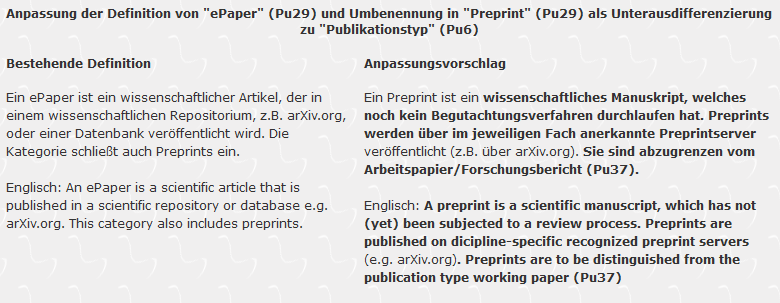 Anpassung der Definition von "ePaper" (Pu29) und Umbenennung in "Preprint" (Pu29) als Unterausdifferenzierung
zu "Publikationstyp" (Pu6)
Bestehende Definition
Ein ePaper ist ein wissenschaftlicher Artikel, der in
einem wissenschaftlichen Repositorium, z.B. arXiv.org,
oder einer Datenbank veröffentlicht wird. Die
Kategorie schließt auch Preprints ein.
Englisch: An ePaper is a scientific article that is
published in a scientific repository or database e.g.
arXiv.org. This category also includes preprints.
Anpassungsvorschlag
Ein Preprint ist ein wissenschaftliches Manuskript, welches
noch kein Begutachtungsverfahren durchlaufen hat. Preprints
werden über im jeweiligen Fach anerkannte Preprintserver
veröffentlicht (z.B. über arXiv.org). Sie sind abzugrenzen vom
Arbeitspapier/Forschungsbericht (Pu37).
Englisch: A preprint is a scientific manuscript, which has not
(yet) been subjected to a review process. Preprints are
published on dicipline-specific recognized preprint servers
(e.g. arXiv.org). Preprints are to be distinguished from the
publication type working paper (Pu37)